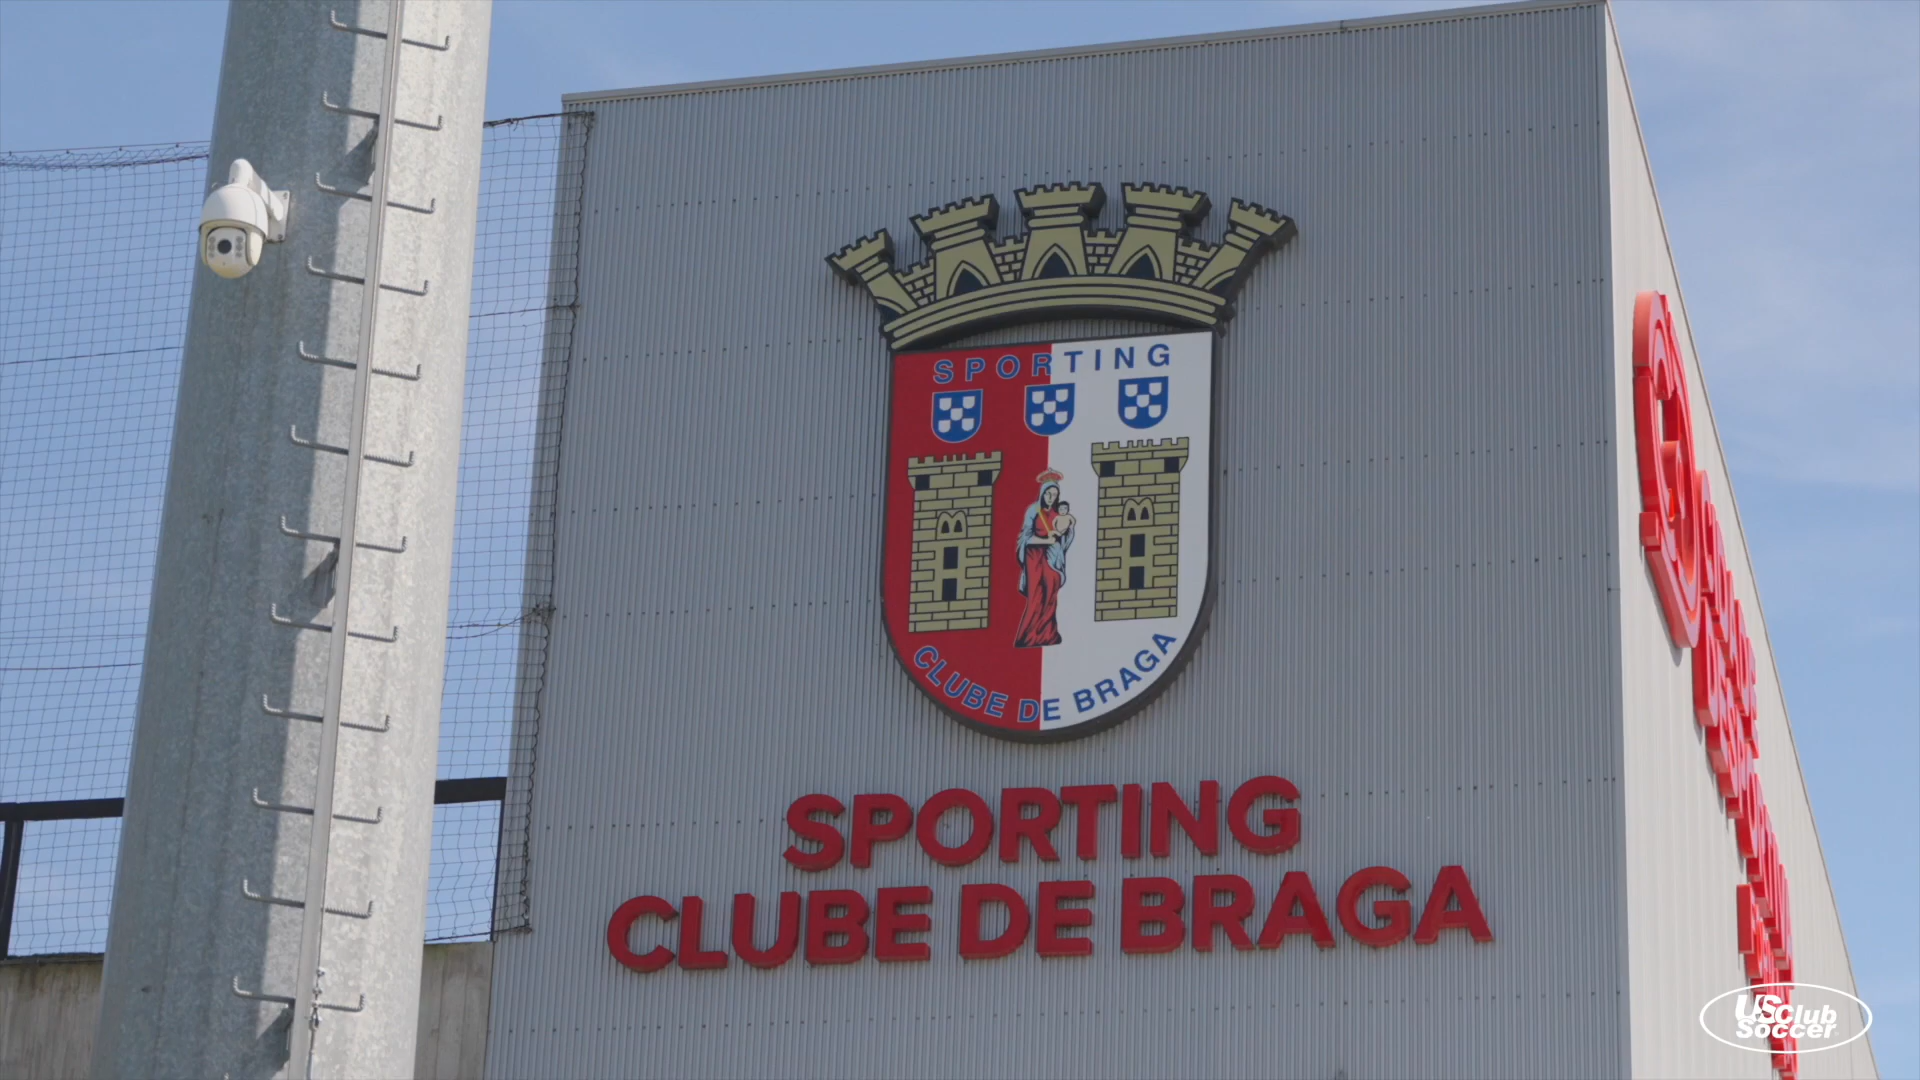 SPORTING
CLUBE DE BRAGA
SPORTING
CLUBE DE BRAGA
US Club
Soccer